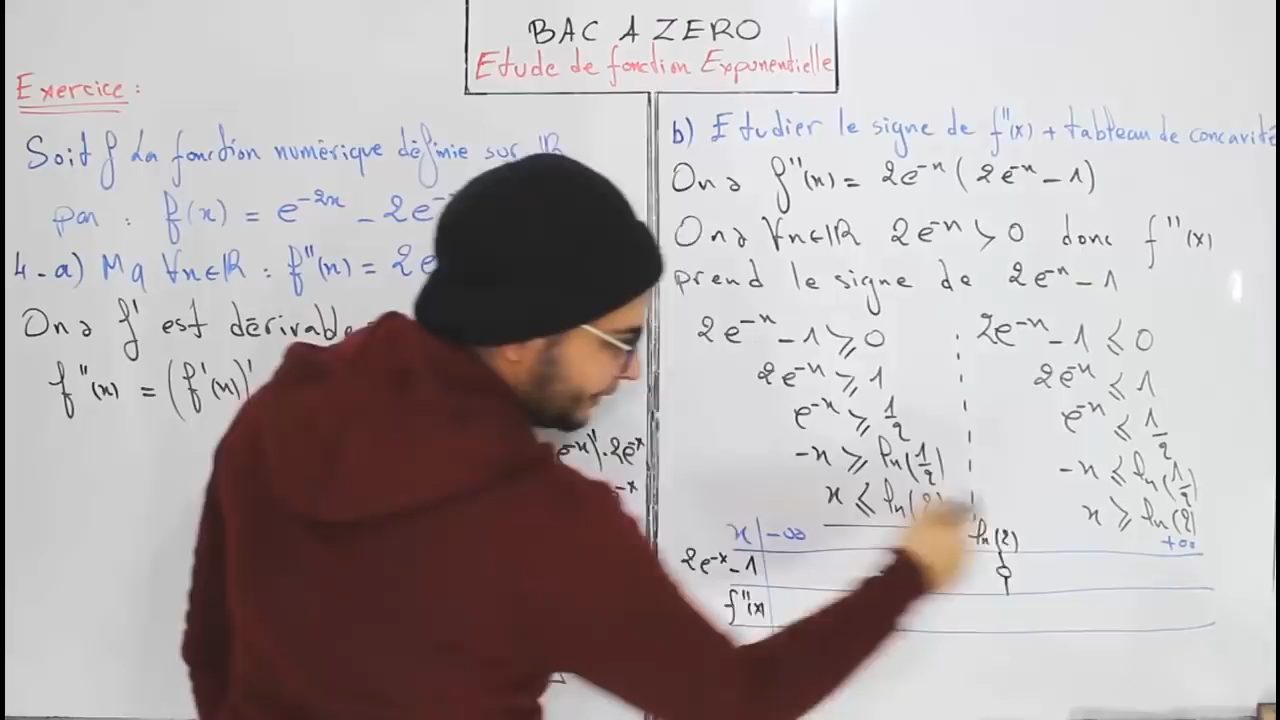 BAC A ZERO
Etude de fonction Exponentielle
Exercice :
Soit f la fonction numérique définie sur ℝ
par : f(x) = e^{-2x} - 2e^{-x}
4-a) Mq ∀x∈ℝ : f''(x) = 2e
On a f' est dérivable
f''(x) = (f'(x))'
e^{-x})'.2e^{-x}
-x
b) Etudier le signe de f''(x) + tableau de concavité
On a f''(x) = 2e^{-x} (2e^{-x} - 1)
On a ∀x∈ℝ 2e^{-x} > 0 donc f''(x)
prend le signe de 2e^{-x} - 1
2e^{-x} - 1 ⩾ 0
2e^{-x} ⩾ 1
e^{-x} ⩾ 1/2
-x ⩾ ln(1/2)
x ⩽ ln(2)
2e^{-x} - 1 ⩽ 0
2e^{-x} ⩽ 1
e^{-x} ⩽ 1/2
-x ⩽ ln(1/2)
x ⩾ ln(2)
x | -∞ ln(2) +∞
2e^{-x} - 1 0
f''(x)